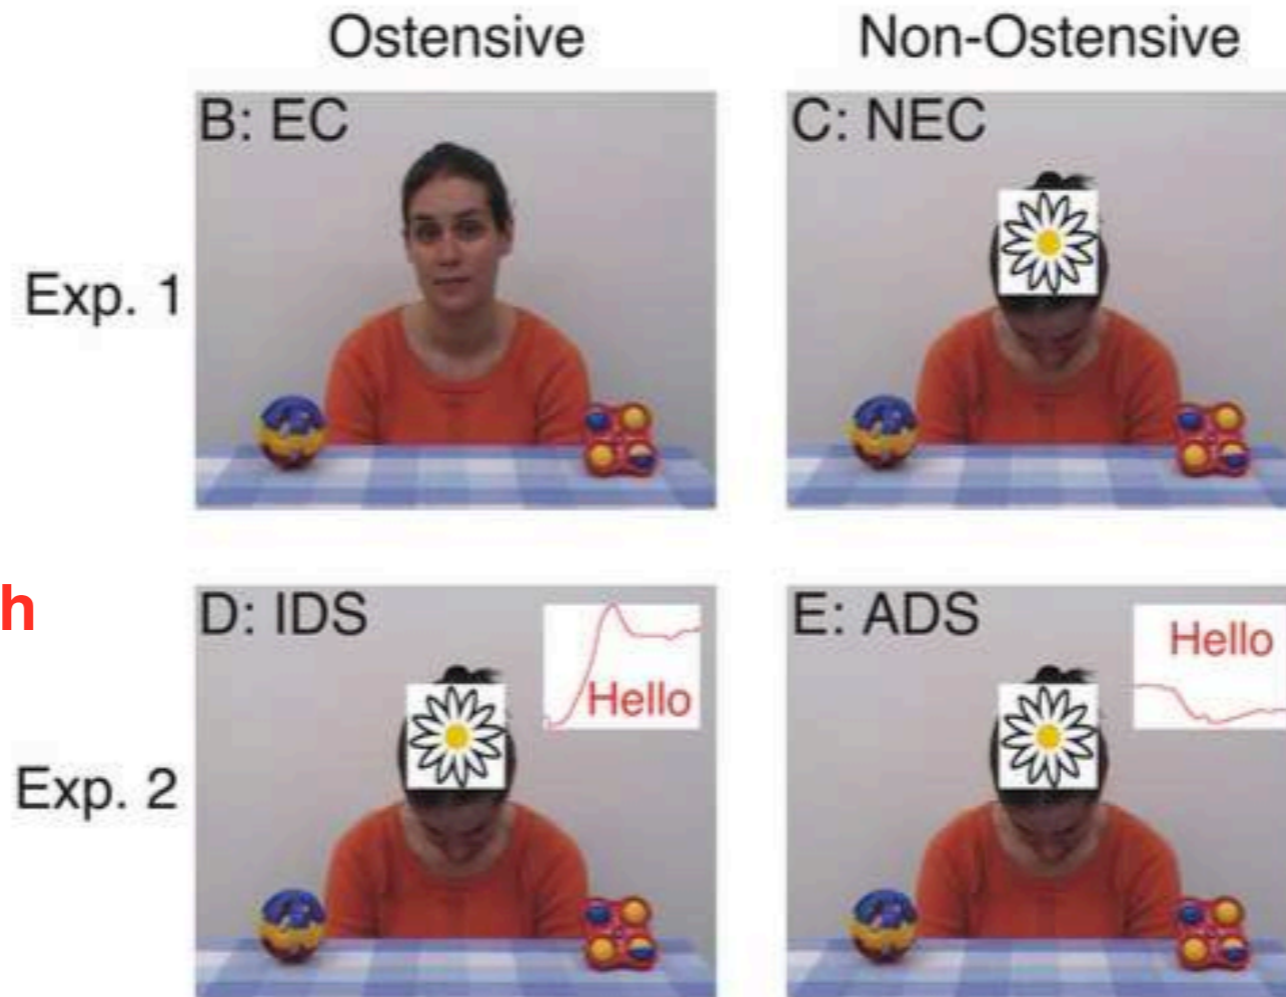 Ostensive
Non-Ostensive
B: EC
C: NEC
Exp. 1
h
D: IDS
Hello
E: ADS
Hello
Exp. 2